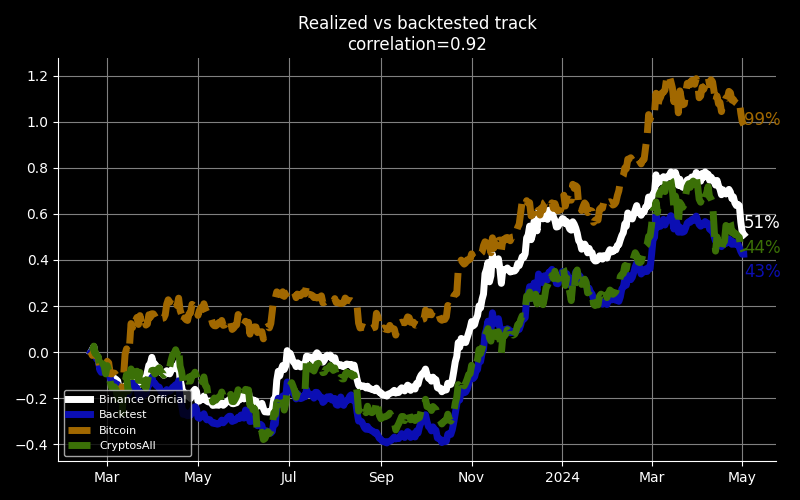 Realized vs backtested track
correlation=0.92
1.2
1.0
0.8
0.6
0.4
0.2
0.0
−0.2
−0.4
99%
51%
44%
43%
Binance Official
Backtest
Bitcoin
CryptosAll
Mar May Jul Sep Nov 2024 Mar May